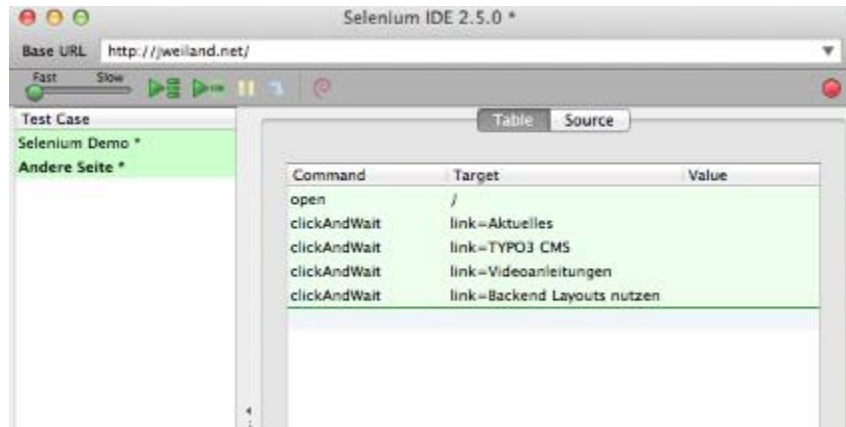 Selenium IDE 2.5.0 *
Base URL http://jweiland.net/
Fast Slow
Test Case
Selenium Demo *
Andere Seite *
Table Source
Command Target Value
open /
clickAndWait link=Aktuelles
clickAndWait link=TYPO3 CMS
clickAndWait link=Videoanleitungen
clickAndWait link=Backend Layouts nutzen